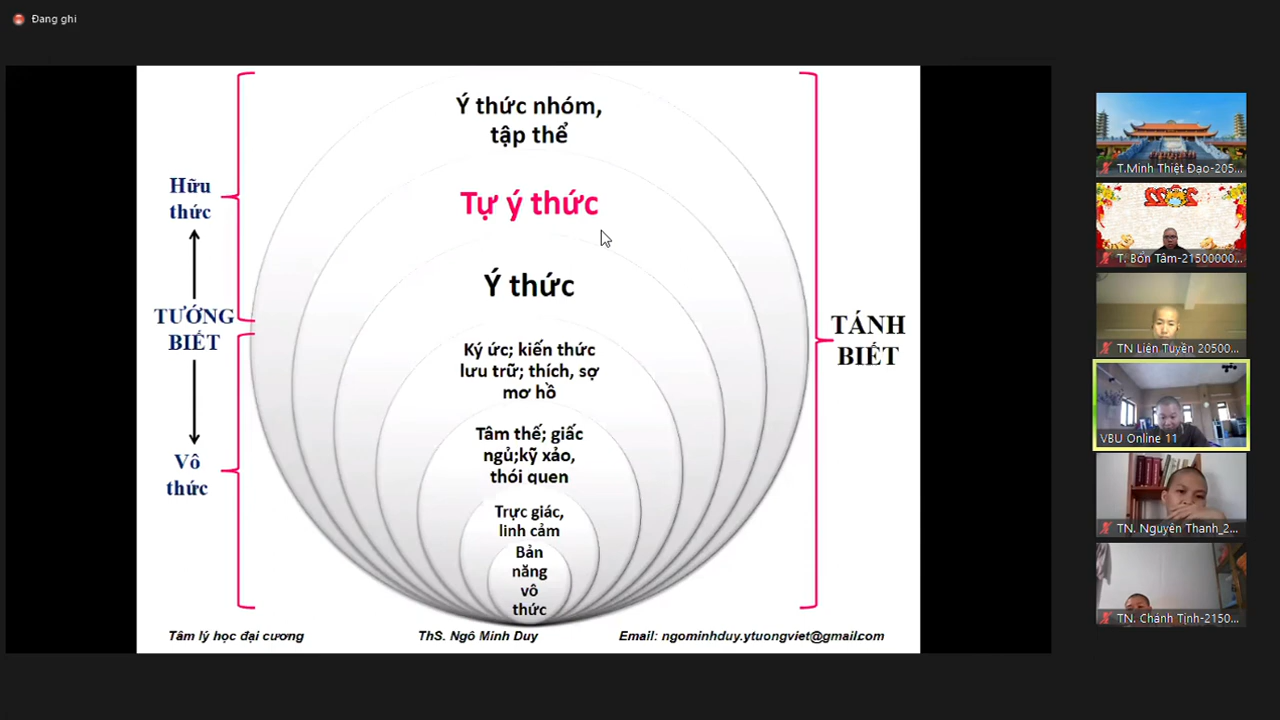 Đang ghi
Ý thức nhóm,
tập thể
Tự ý thức
Ý thức
Ký ức; kiến thức
lưu trữ; thích, sợ
mơ hồ
Tâm thế; giấc
ngủ;kỹ xảo,
thói quen
Trực giác,
linh cảm
Bản
năng
vô
thức
Hữu
thức
TƯỚNG
BIẾT
Vô
thức
TÁNH
BIẾT
Tâm lý học đại cương
ThS. Ngô Minh Duy
Email: ngominhduy.ytuongviet@gmail.com
T.Minh Thiệt Đạo-205...
2022
T. Bổn Tâm-21500000...
TN Liên Tuyền 20500...
VBU Online 11
TN. Nguyên Thanh_2...
TN. Chánh Tịnh-2150...